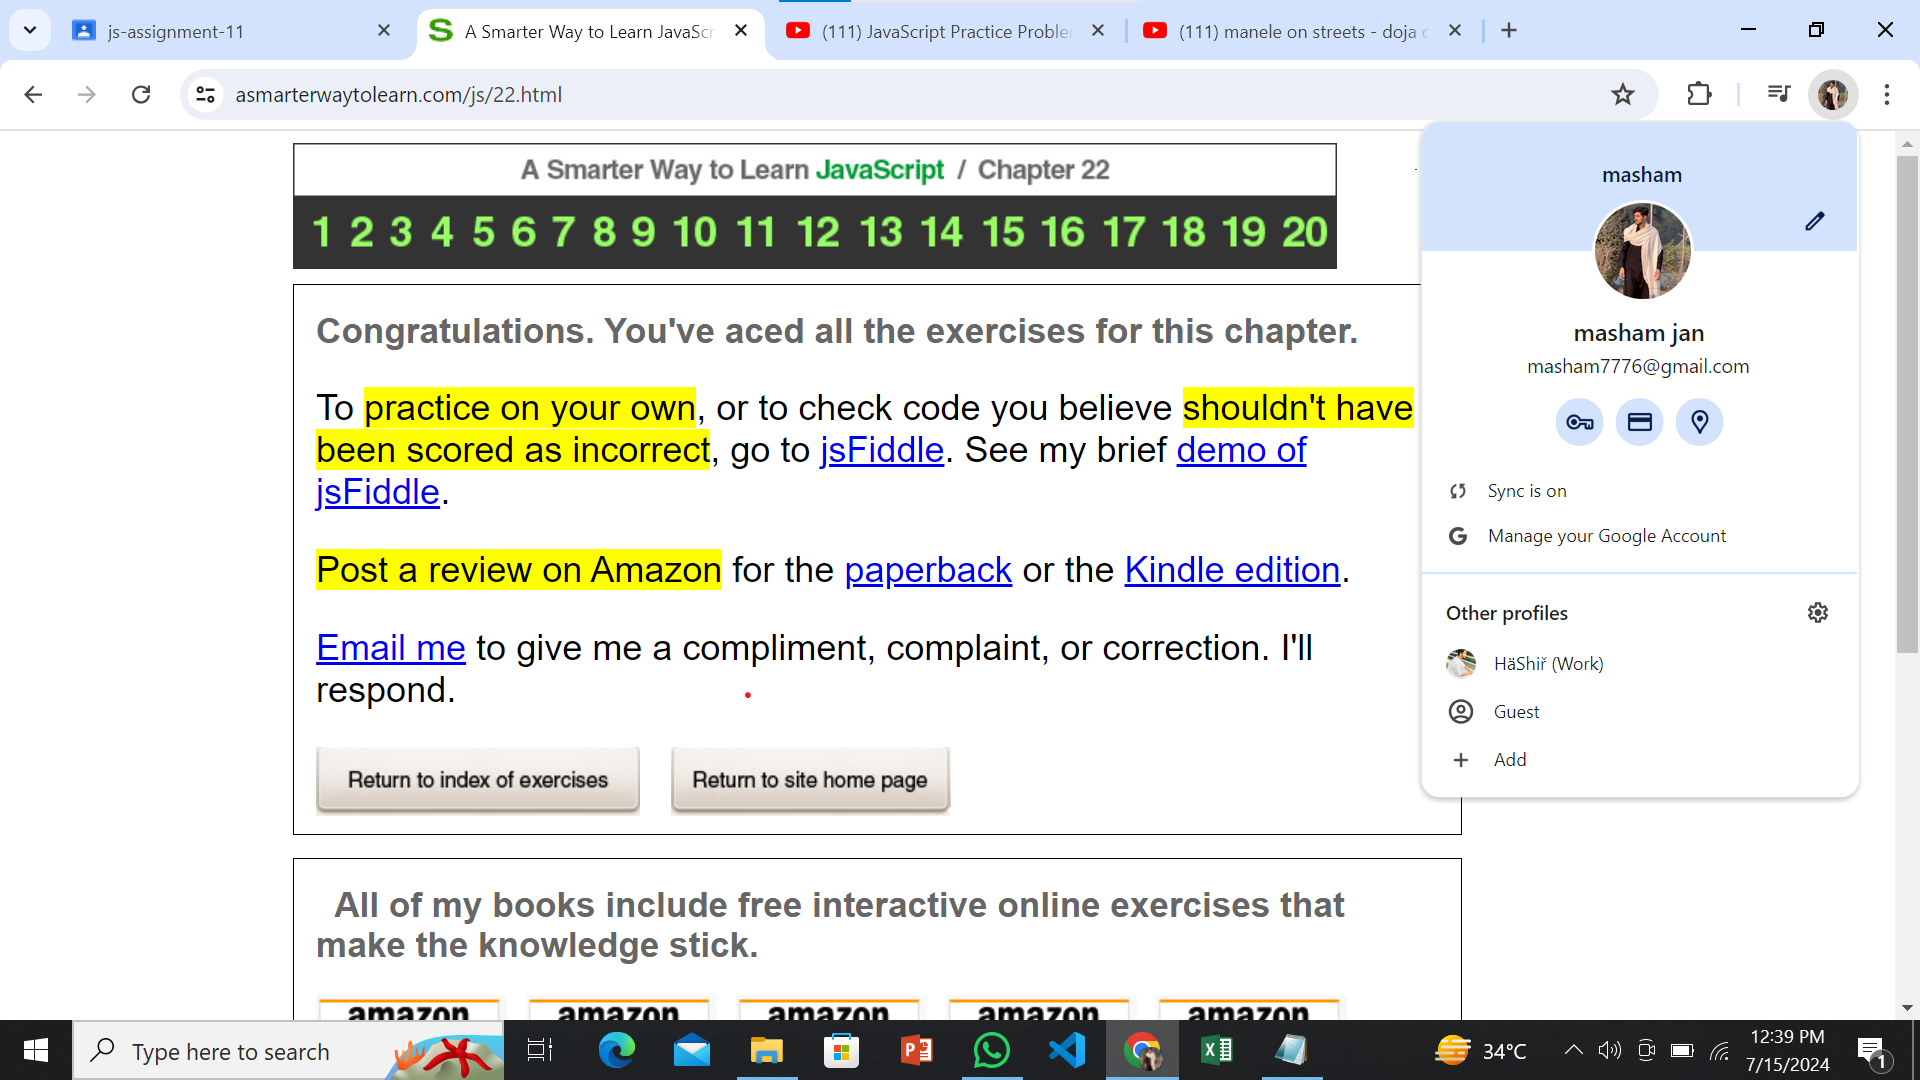 js-assignment-11
A Smarter Way to Learn JavaScr
(111) JavaScript Practice Proble
(111) manele on streets - doja c
asmarterwaytolearn.com/js/22.html
A Smarter Way to Learn JavaScript / Chapter 22
1 2 3 4 5 6 7 8 9 10 11 12 13 14 15 16 17 18 19 20
Congratulations. You've aced all the exercises for this chapter.
To practice on your own, or to check code you believe shouldn't have
been scored as incorrect, go to jsFiddle. See my brief demo of
jsFiddle.
Post a review on Amazon for the paperback or the Kindle edition.
Email me to give me a compliment, complaint, or correction. I'll
respond.
Return to index of exercises
Return to site home page
All of my books include free interactive online exercises that
make the knowledge stick.
amazon amazon amazon amazon amazon
masham
masham jan
masham7776@gmail.com
Sync is on
Manage your Google Account
Other profiles
HäShiř (Work)
Guest
Add
Type here to search
34°C
12:39 PM
7/15/2024
1